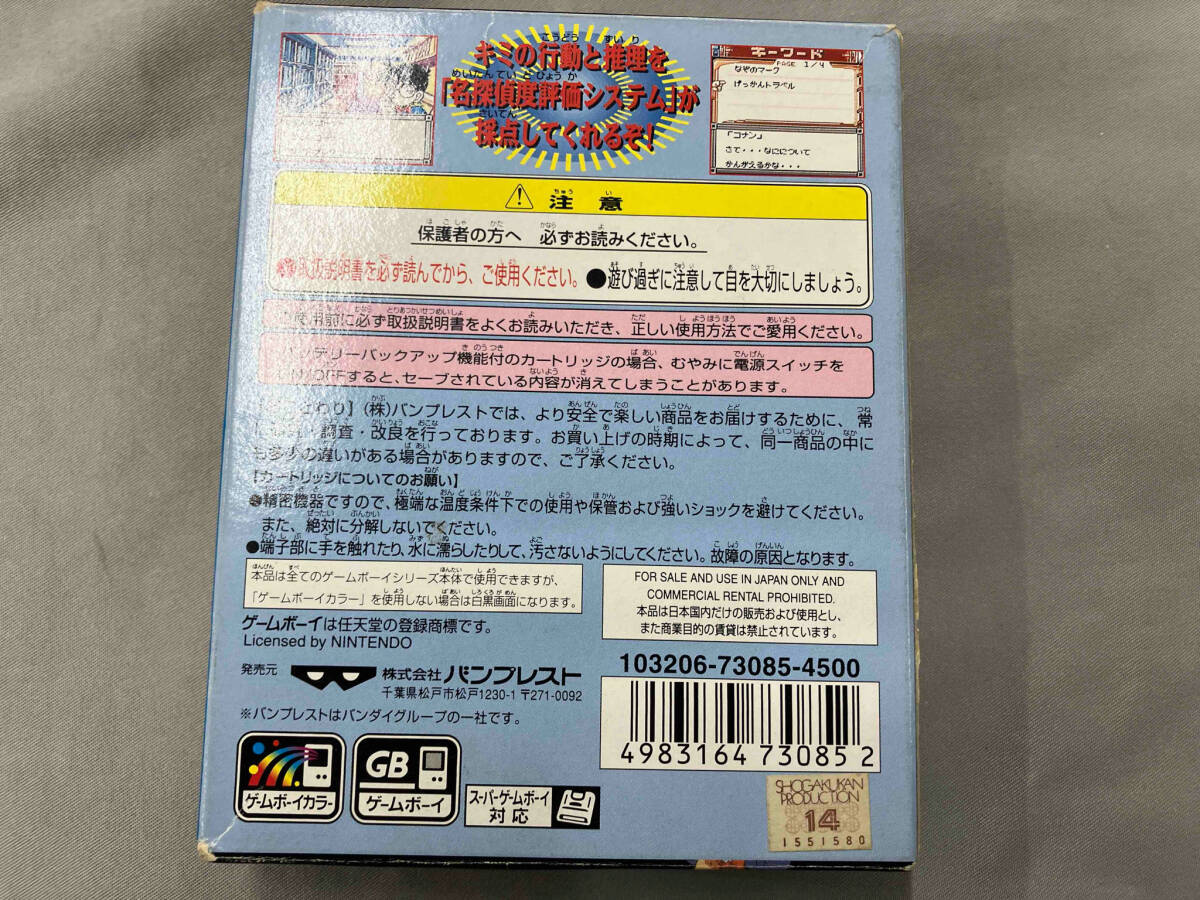 キミの行動と推理を
「名探偵度評価システム」が
採点してくれるぞ!
キーワード
PAGE 1/4
なぞのマーク
げっかんトラベル
「コナン」
さて・・・なにについて
かんがえるかな・・・
注意
保護者の方へ 必ずお読みください。
取扱説明書を必ず読んでから、ご使用ください。 ●遊び過ぎに注意して目を大切にしましょう。
使用前に必ず取扱説明書をよくお読みいただき、正しい使用方法でご愛用ください。
バッテリーバックアップ機能付のカートリッジの場合、むやみに電源スイッチを
ON/OFFすると、セーブされている内容が消えてしまうことがあります。
わり】(株)バンプレストでは、より安全で楽しい商品をお届けするために、常
調査・改良を行っております。お買い上げの時期によって、同一商品の中に
も多少の違いがある場合がありますので、ご了承ください。
【カートリッジについてのお願い】
●精密機器ですので、極端な温度条件下での使用や保管および強いショックを避けてください。
また、絶対に分解しないでください。
●端子部に手を触れたり、水に濡らしたりして、汚さないようにしてください。故障の原因となります。
本品は全てのゲームボーイシリーズ本体で使用できますが、
「ゲームボーイカラー」を使用しない場合は白黒画面になります。
FOR SALE AND USE IN JAPAN ONLY AND
COMMERCIAL RENTAL PROHIBITED.
本品は日本国内だけの販売および使用とし、
また商業目的の賃貸は禁止されています。
ゲームボーイは任天堂の登録商標です。
Licensed by NINTENDO
発売元 株式会社 バンプレスト
千葉県松戸市松戸1230-1 〒271-0092
※バンプレストはバンダイグループの一社です。
103206-73085-4500
4983164 730852
ゲームボーイカラー
GB
ゲームボーイ
スーパーゲームボーイ
対応
SHOGAKUKAN
PRODUCTION
14
1551580